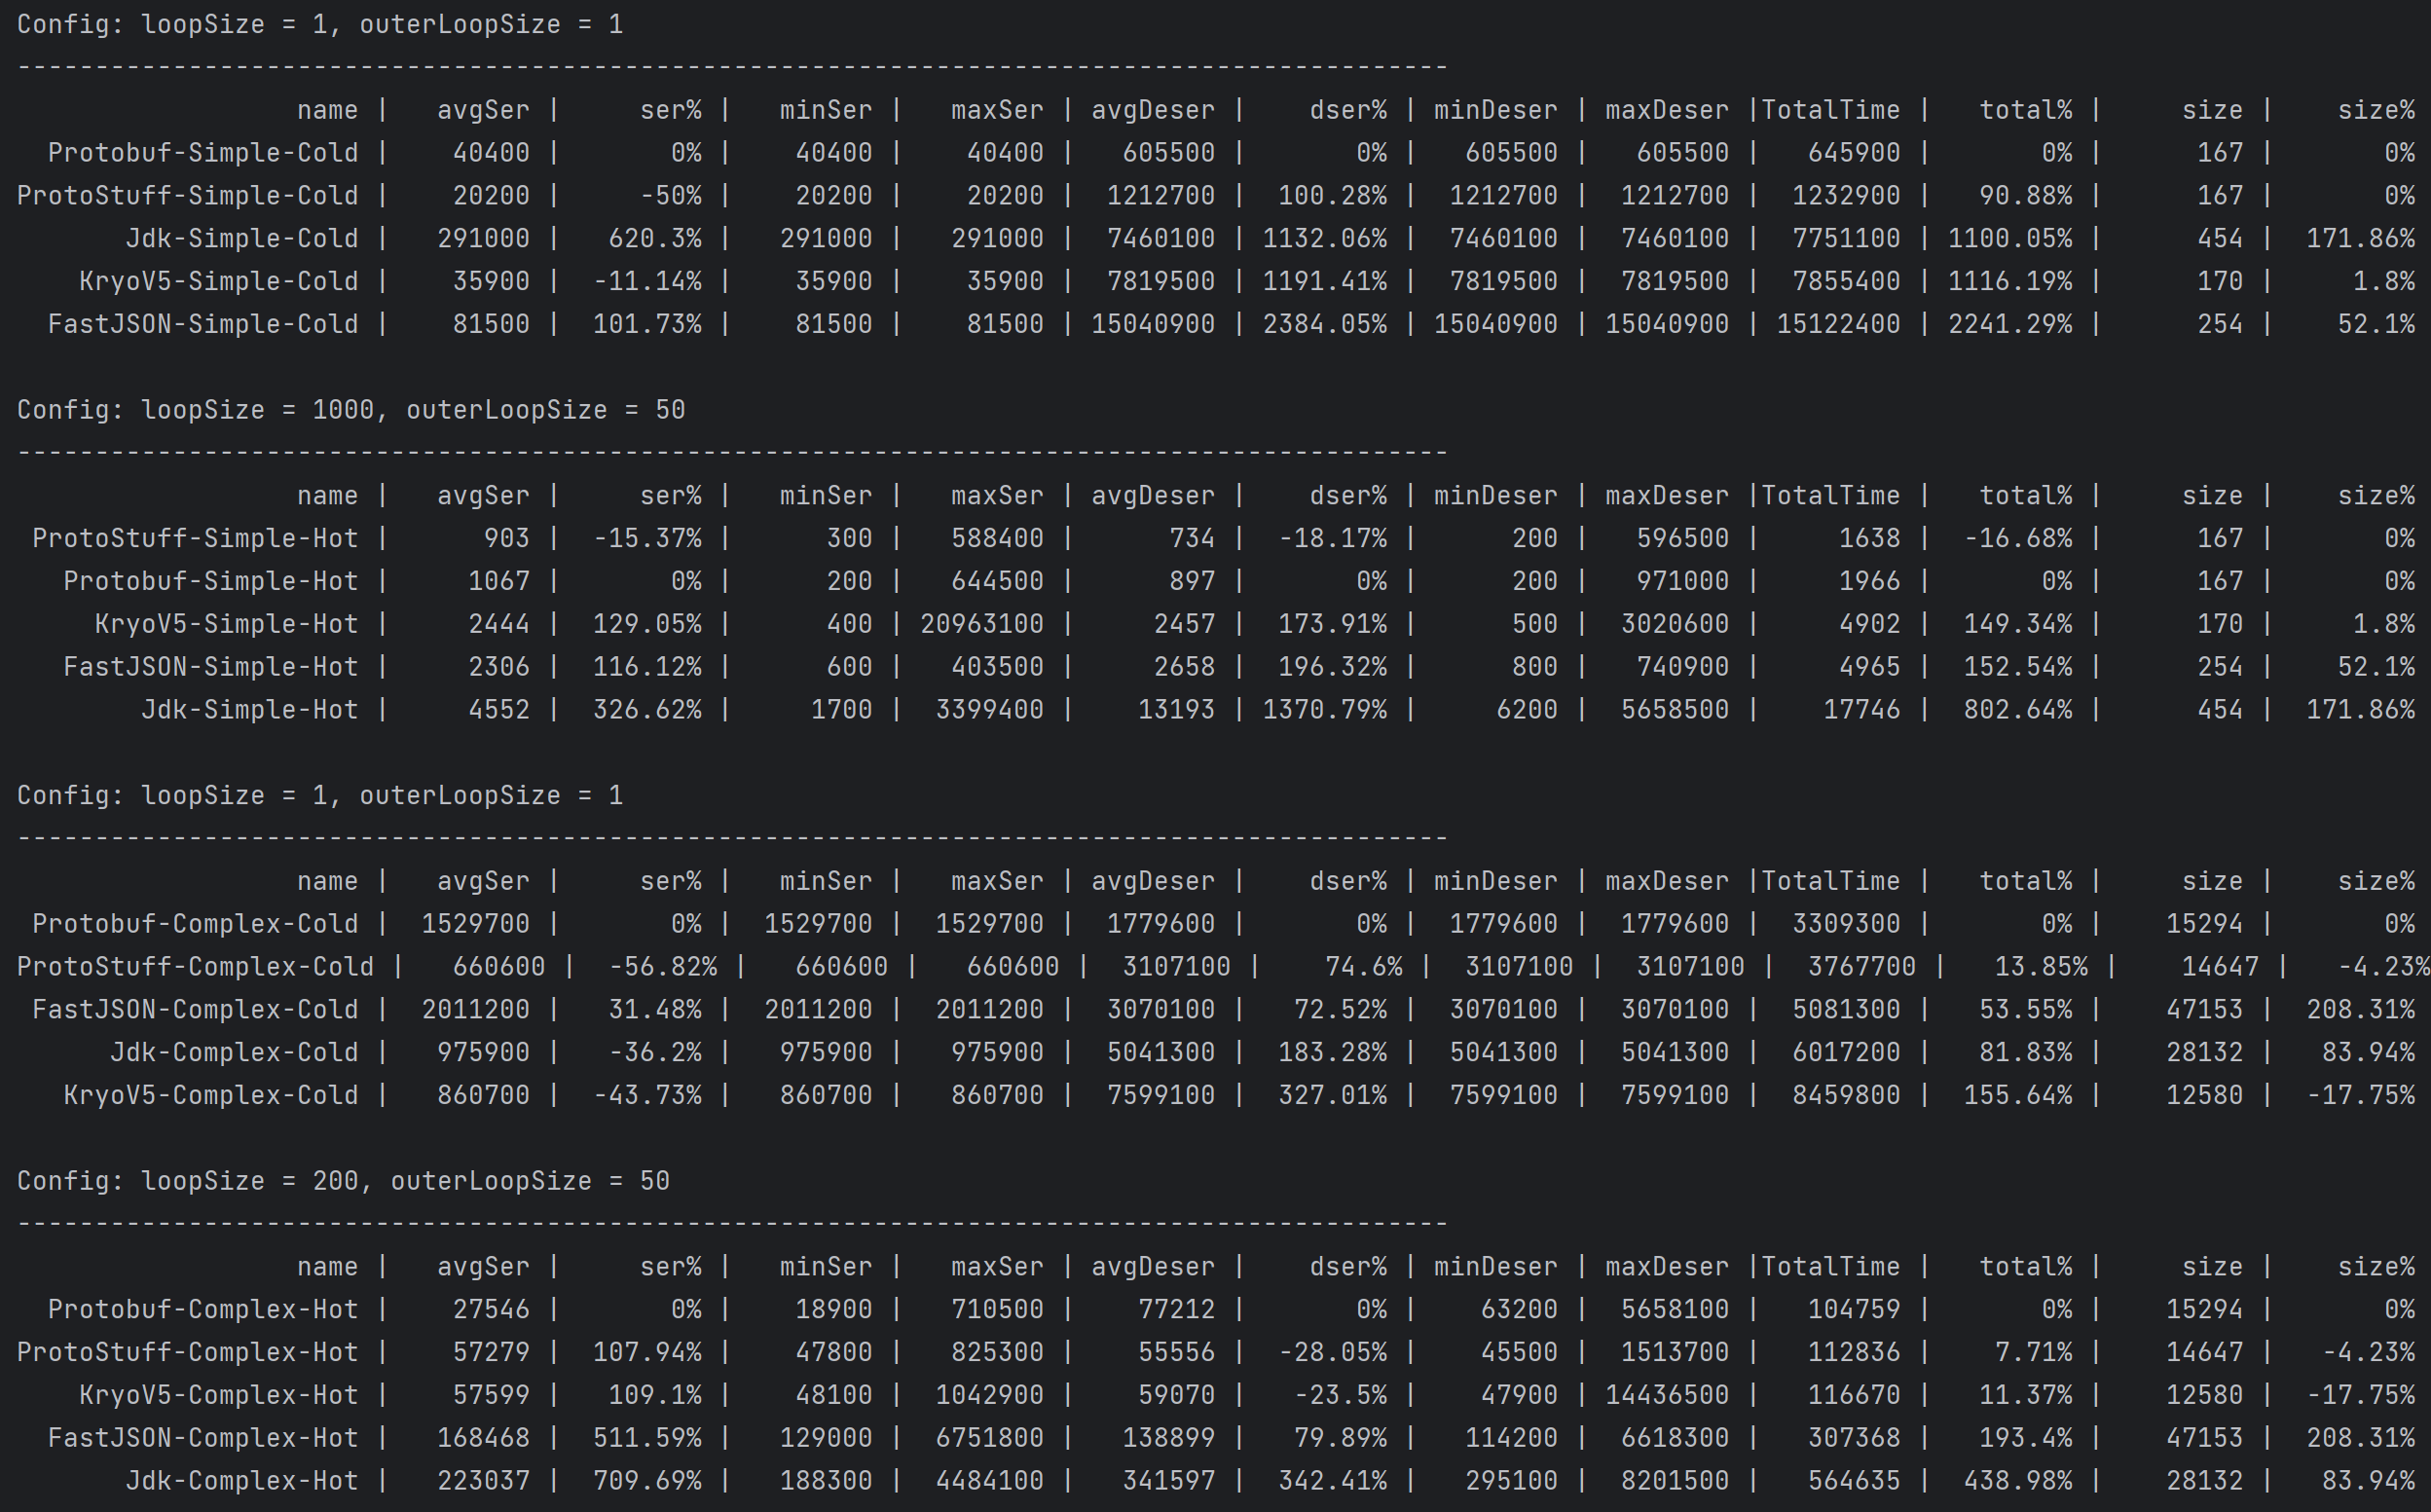 Config: loopSize = 1, outerLoopSize = 1
--------------------------------------------------------------------------------------------
                  name |   avgSer |     ser% |   minSer |   maxSer | avgDeser |    dser% | minDeser | maxDeser |TotalTime |   total% |     size |    size%
  Protobuf-Simple-Cold |    40400 |       0% |    40400 |    40400 |   605500 |       0% |   605500 |   605500 |   645900 |       0% |      167 |       0%
ProtoStuff-Simple-Cold |    20200 |     -50% |    20200 |    20200 |  1212700 |  100.28% |  1212700 |  1212700 |  1232900 |   90.88% |      167 |       0%
       Jdk-Simple-Cold |   291000 |   620.3% |   291000 |   291000 |  7460100 | 1132.06% |  7460100 |  7460100 |  7751100 | 1100.05% |      454 |  171.86%
    KryoV5-Simple-Cold |    35900 |  -11.14% |    35900 |    35900 |  7819500 | 1191.41% |  7819500 |  7819500 |  7855400 | 1116.19% |      170 |     1.8%
  FastJSON-Simple-Cold |    81500 |  101.73% |    81500 |    81500 | 15040900 | 2384.05% | 15040900 | 15040900 | 15122400 | 2241.29% |      254 |    52.1%
Config: loopSize = 1000, outerLoopSize = 50
--------------------------------------------------------------------------------------------
                  name |   avgSer |     ser% |   minSer |   maxSer | avgDeser |    dser% | minDeser | maxDeser |TotalTime |   total% |     size |    size%
 ProtoStuff-Simple-Hot |      903 |  -15.37% |      300 |   588400 |      734 |  -18.17% |      200 |   596500 |     1638 |  -16.68% |      167 |       0%
   Protobuf-Simple-Hot |     1067 |       0% |      200 |   644500 |      897 |       0% |      200 |   971000 |     1966 |       0% |      167 |       0%
     KryoV5-Simple-Hot |     2444 |  129.05% |      400 | 20963100 |     2457 |  173.91% |      500 |  3020600 |     4902 |  149.34% |      170 |     1.8%
   FastJSON-Simple-Hot |     2306 |  116.12% |      600 |   403500 |     2658 |  196.32% |      800 |   740900 |     4965 |  152.54% |      254 |    52.1%
        Jdk-Simple-Hot |     4552 |  326.62% |     1700 |  3399400 |    13193 | 1370.79% |     6200 |  5658500 |    17746 |  802.64% |      454 |  171.86%
Config: loopSize = 1, outerLoopSize = 1
--------------------------------------------------------------------------------------------
                  name |   avgSer |     ser% |   minSer |   maxSer | avgDeser |    dser% | minDeser | maxDeser |TotalTime |   total% |     size |    size%
 Protobuf-Complex-Cold |  1529700 |       0% |  1529700 |  1529700 |  1779600 |       0% |  1779600 |  1779600 |  3309300 |       0% |    15294 |       0%
ProtoStuff-Complex-Cold |   660600 |  -56.82% |   660600 |   660600 |  3107100 |    74.6% |  3107100 |  3107100 |  3767700 |   13.85% |    14647 |   -4.23%
 FastJSON-Complex-Cold |  2011200 |   31.48% |  2011200 |  2011200 |  3070100 |   72.52% |  3070100 |  3070100 |  5081300 |   53.55% |    47153 |  208.31%
      Jdk-Complex-Cold |   975900 |   -36.2% |   975900 |   975900 |  5041300 |  183.28% |  5041300 |  5041300 |  6017200 |   81.83% |    28132 |   83.94%
   KryoV5-Complex-Cold |   860700 |  -43.73% |   860700 |   860700 |  7599100 |  327.01% |  7599100 |  7599100 |  8459800 |  155.64% |    12580 |  -17.75%
Config: loopSize = 200, outerLoopSize = 50
--------------------------------------------------------------------------------------------
                  name |   avgSer |     ser% |   minSer |   maxSer | avgDeser |    dser% | minDeser | maxDeser |TotalTime |   total% |     size |    size%
  Protobuf-Complex-Hot |    27546 |       0% |    18900 |   710500 |    77212 |       0% |    63200 |  5658100 |   104759 |       0% |    15294 |       0%
ProtoStuff-Complex-Hot |    57279 |  107.94% |    47800 |   825300 |    55556 |  -28.05% |    45500 |  1513700 |   112836 |    7.71% |    14647 |   -4.23%
    KryoV5-Complex-Hot |    57599 |   109.1% |    48100 |  1042900 |    59070 |   -23.5% |    47900 | 14436500 |   116670 |   11.37% |    12580 |  -17.75%
  FastJSON-Complex-Hot |   168468 |  511.59% |   129000 |  6751800 |   138899 |   79.89% |   114200 |  6618300 |   307368 |   193.4% |    47153 |  208.31%
       Jdk-Complex-Hot |   223037 |  709.69% |   188300 |  4484100 |   341597 |  342.41% |   295100 |  8201500 |   564635 |  438.98% |    28132 |   83.94%